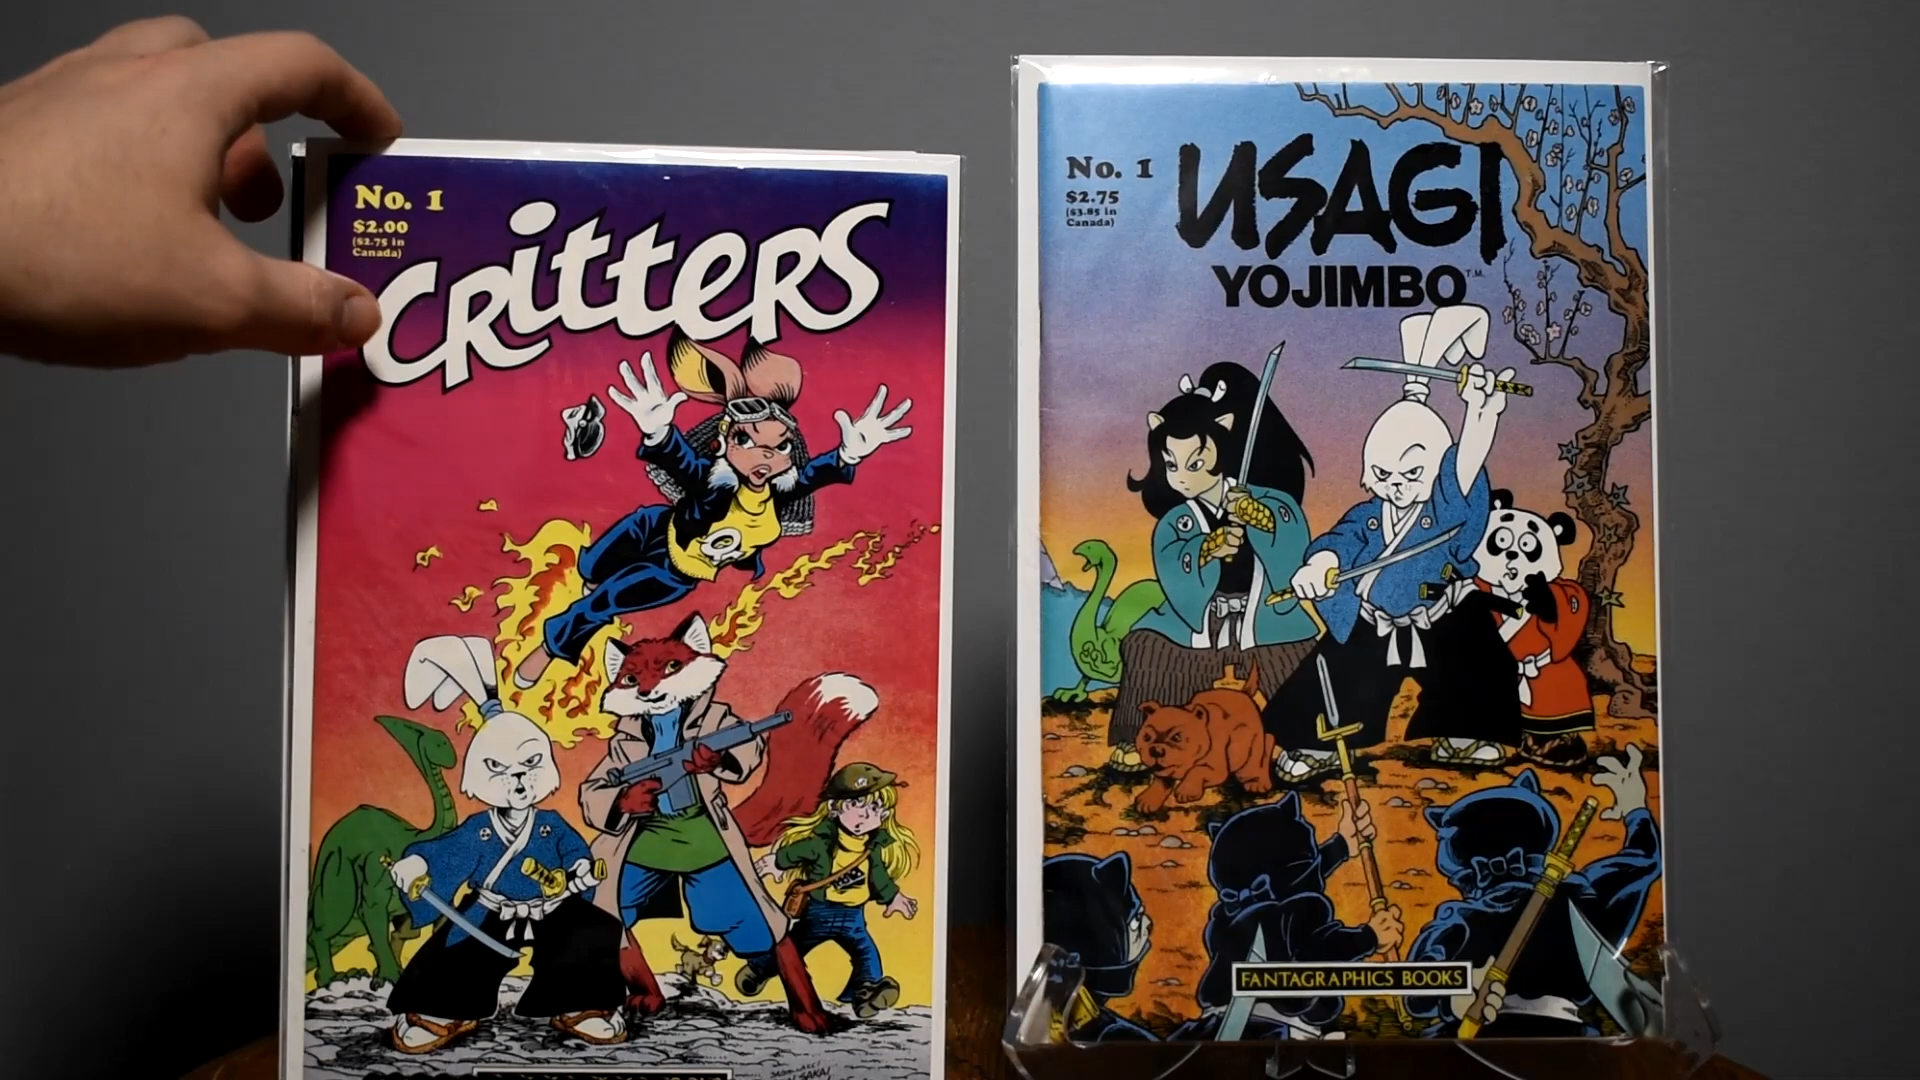 No. 1
$2.00
($2.75 in
Canada)
CRitteRS
No. 1
$2.75
($3.85 in
Canada)
USAGI
YOJIMBO T.M.
FANTAGRAPHICS BOOKS